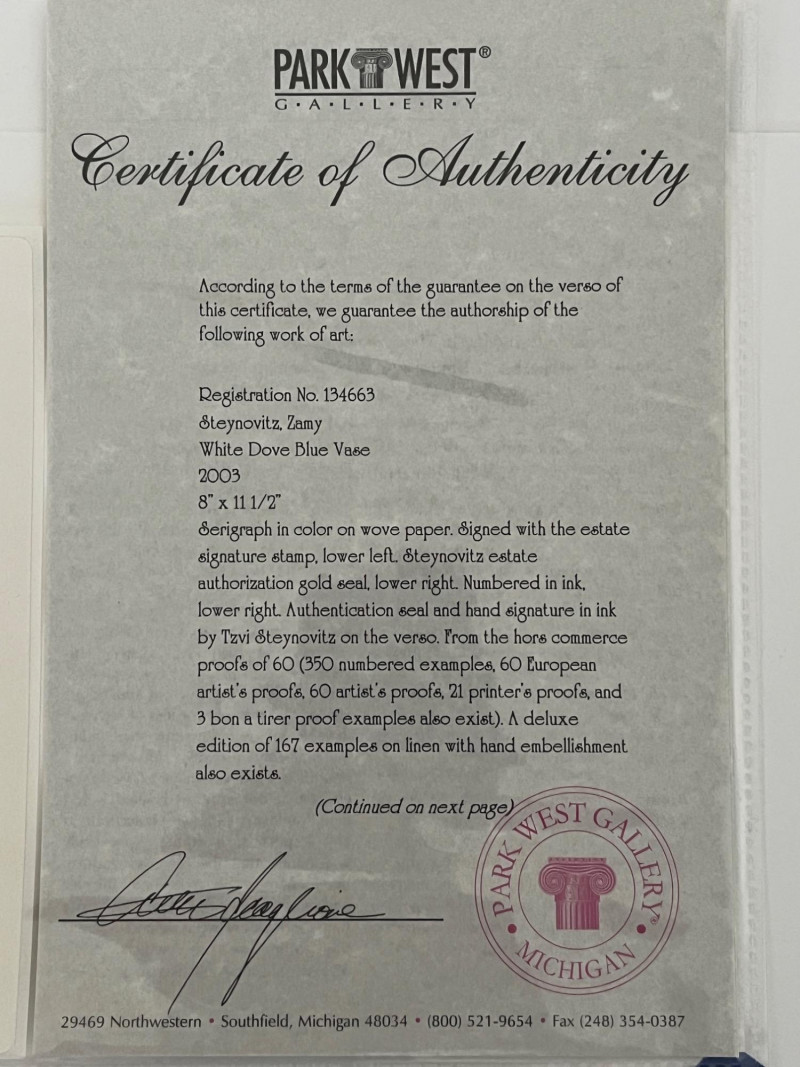 PARK WEST®
G•A•L•L•E•R•Y
Certificate of Authenticity
According to the terms of the guarantee on the verso of
this certificate, we guarantee the authorship of the
following work of art:
Registration No. 134663
Steynovitz, Zamy
White Dove Blue Vase
2003
8" x 11 1/2"
Serigraph in color on wove paper. Signed with the estate
signature stamp, lower left. Steynovitz estate
authorization gold seal, lower right. Numbered in ink,
lower right. Authentication seal and hand signature in ink
by Tzvi Steynovitz on the verso. From the hors commerce
proofs of 60 (350 numbered examples, 60 European
artist's proofs, 60 artist's proofs, 21 printer's proofs, and
3 bon a tirer proof examples also exist). A deluxe
edition of 167 examples on linen with hand embellishment
also exists.
(Continued on next page)
PARK WEST GALLERY®
• MICHIGAN •
29469 Northwestern • Southfield, Michigan 48034 • (800) 521-9654 • Fax (248) 354-0387